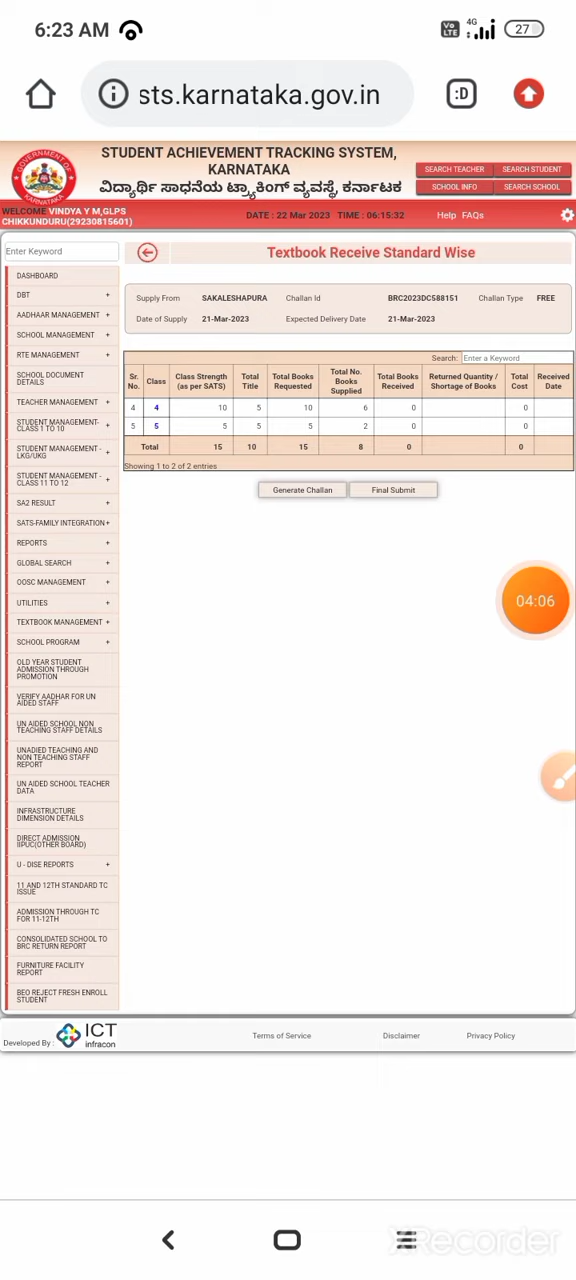 6:23 AM
Vo LTE 4G 27
sts.karnataka.gov.in
:D
STUDENT ACHIEVEMENT TRACKING SYSTEM, KARNATAKA
ವಿದ್ಯಾರ್ಥಿ ಸಾಧನೆಯ ಟ್ರ್ಯಾಕಿಂಗ್ ವ್ಯವಸ್ಥೆ, ಕರ್ನಾಟಕ
SEARCH TEACHER SEARCH STUDENT
SCHOOL INFO SEARCH SCHOOL
WELCOME VINDYA Y M,GLPS
CHIKKUNDURU(29230815601)
DATE : 22 Mar 2023 TIME : 06:15:32 Help FAQs
Enter Keyword
DASHBOARD
DBT +
AADHAAR MANAGEMENT +
SCHOOL MANAGEMENT +
RTE MANAGEMENT +
SCHOOL DOCUMENT
DETAILS
TEACHER MANAGEMENT +
STUDENT MANAGEMENT-
CLASS 1 TO 10 +
STUDENT MANAGEMENT -
LKG/UKG +
STUDENT MANAGEMENT -
CLASS 11 TO 12 +
SA2 RESULT +
SATS-FAMILY INTEGRATION +
REPORTS +
GLOBAL SEARCH +
OOSC MANAGEMENT +
UTILITIES +
TEXTBOOK MANAGEMENT +
SCHOOL PROGRAM +
OLD YEAR STUDENT
ADMISSION THROUGH
PROMOTION
VERIFY AADHAR FOR UN
AIDED STAFF
UN AIDED SCHOOL NON
TEACHING STAFF DETAILS
UNADIED TEACHING AND
NON TEACHING STAFF
REPORT
UN AIDED SCHOOL TEACHER
DATA
INFRASTRUCTURE
DIMENSION DETAILS
DIRECT ADMISSION
IIPUC(OTHER BOARD)
U - DISE REPORTS +
11 AND 12TH STANDARD TC
ISSUE
ADMISSION THROUGH TC
FOR 11-12TH
CONSOLIDATED SCHOOL TO
BRC RETURN REPORT
FURNITURE FACILITY
REPORT
BEO REJECT FRESH ENROLL
STUDENT
Textbook Receive Standard Wise
Supply From SAKALESHAPURA Challan Id BRC2023DC588151 Challan Type FREE
Date of Supply 21-Mar-2023 Expected Delivery Date 21-Mar-2023
Search: Enter a Keyword
Sr. No. Class Class Strength (as per SATS) Total Title Total Books Requested Total No. Books Supplied Total Books Received Returned Quantity / Shortage of Books Total Cost Received Date
4 4 10 5 10 6 0 0
5 5 5 5 5 2 0 0
Total 15 10 15 8 0 0
Showing 1 to 2 of 2 entries
Generate Challan Final Submit
04:06
Developed By : ICT infracon
Terms of Service Disclaimer Privacy Policy
XRecorder